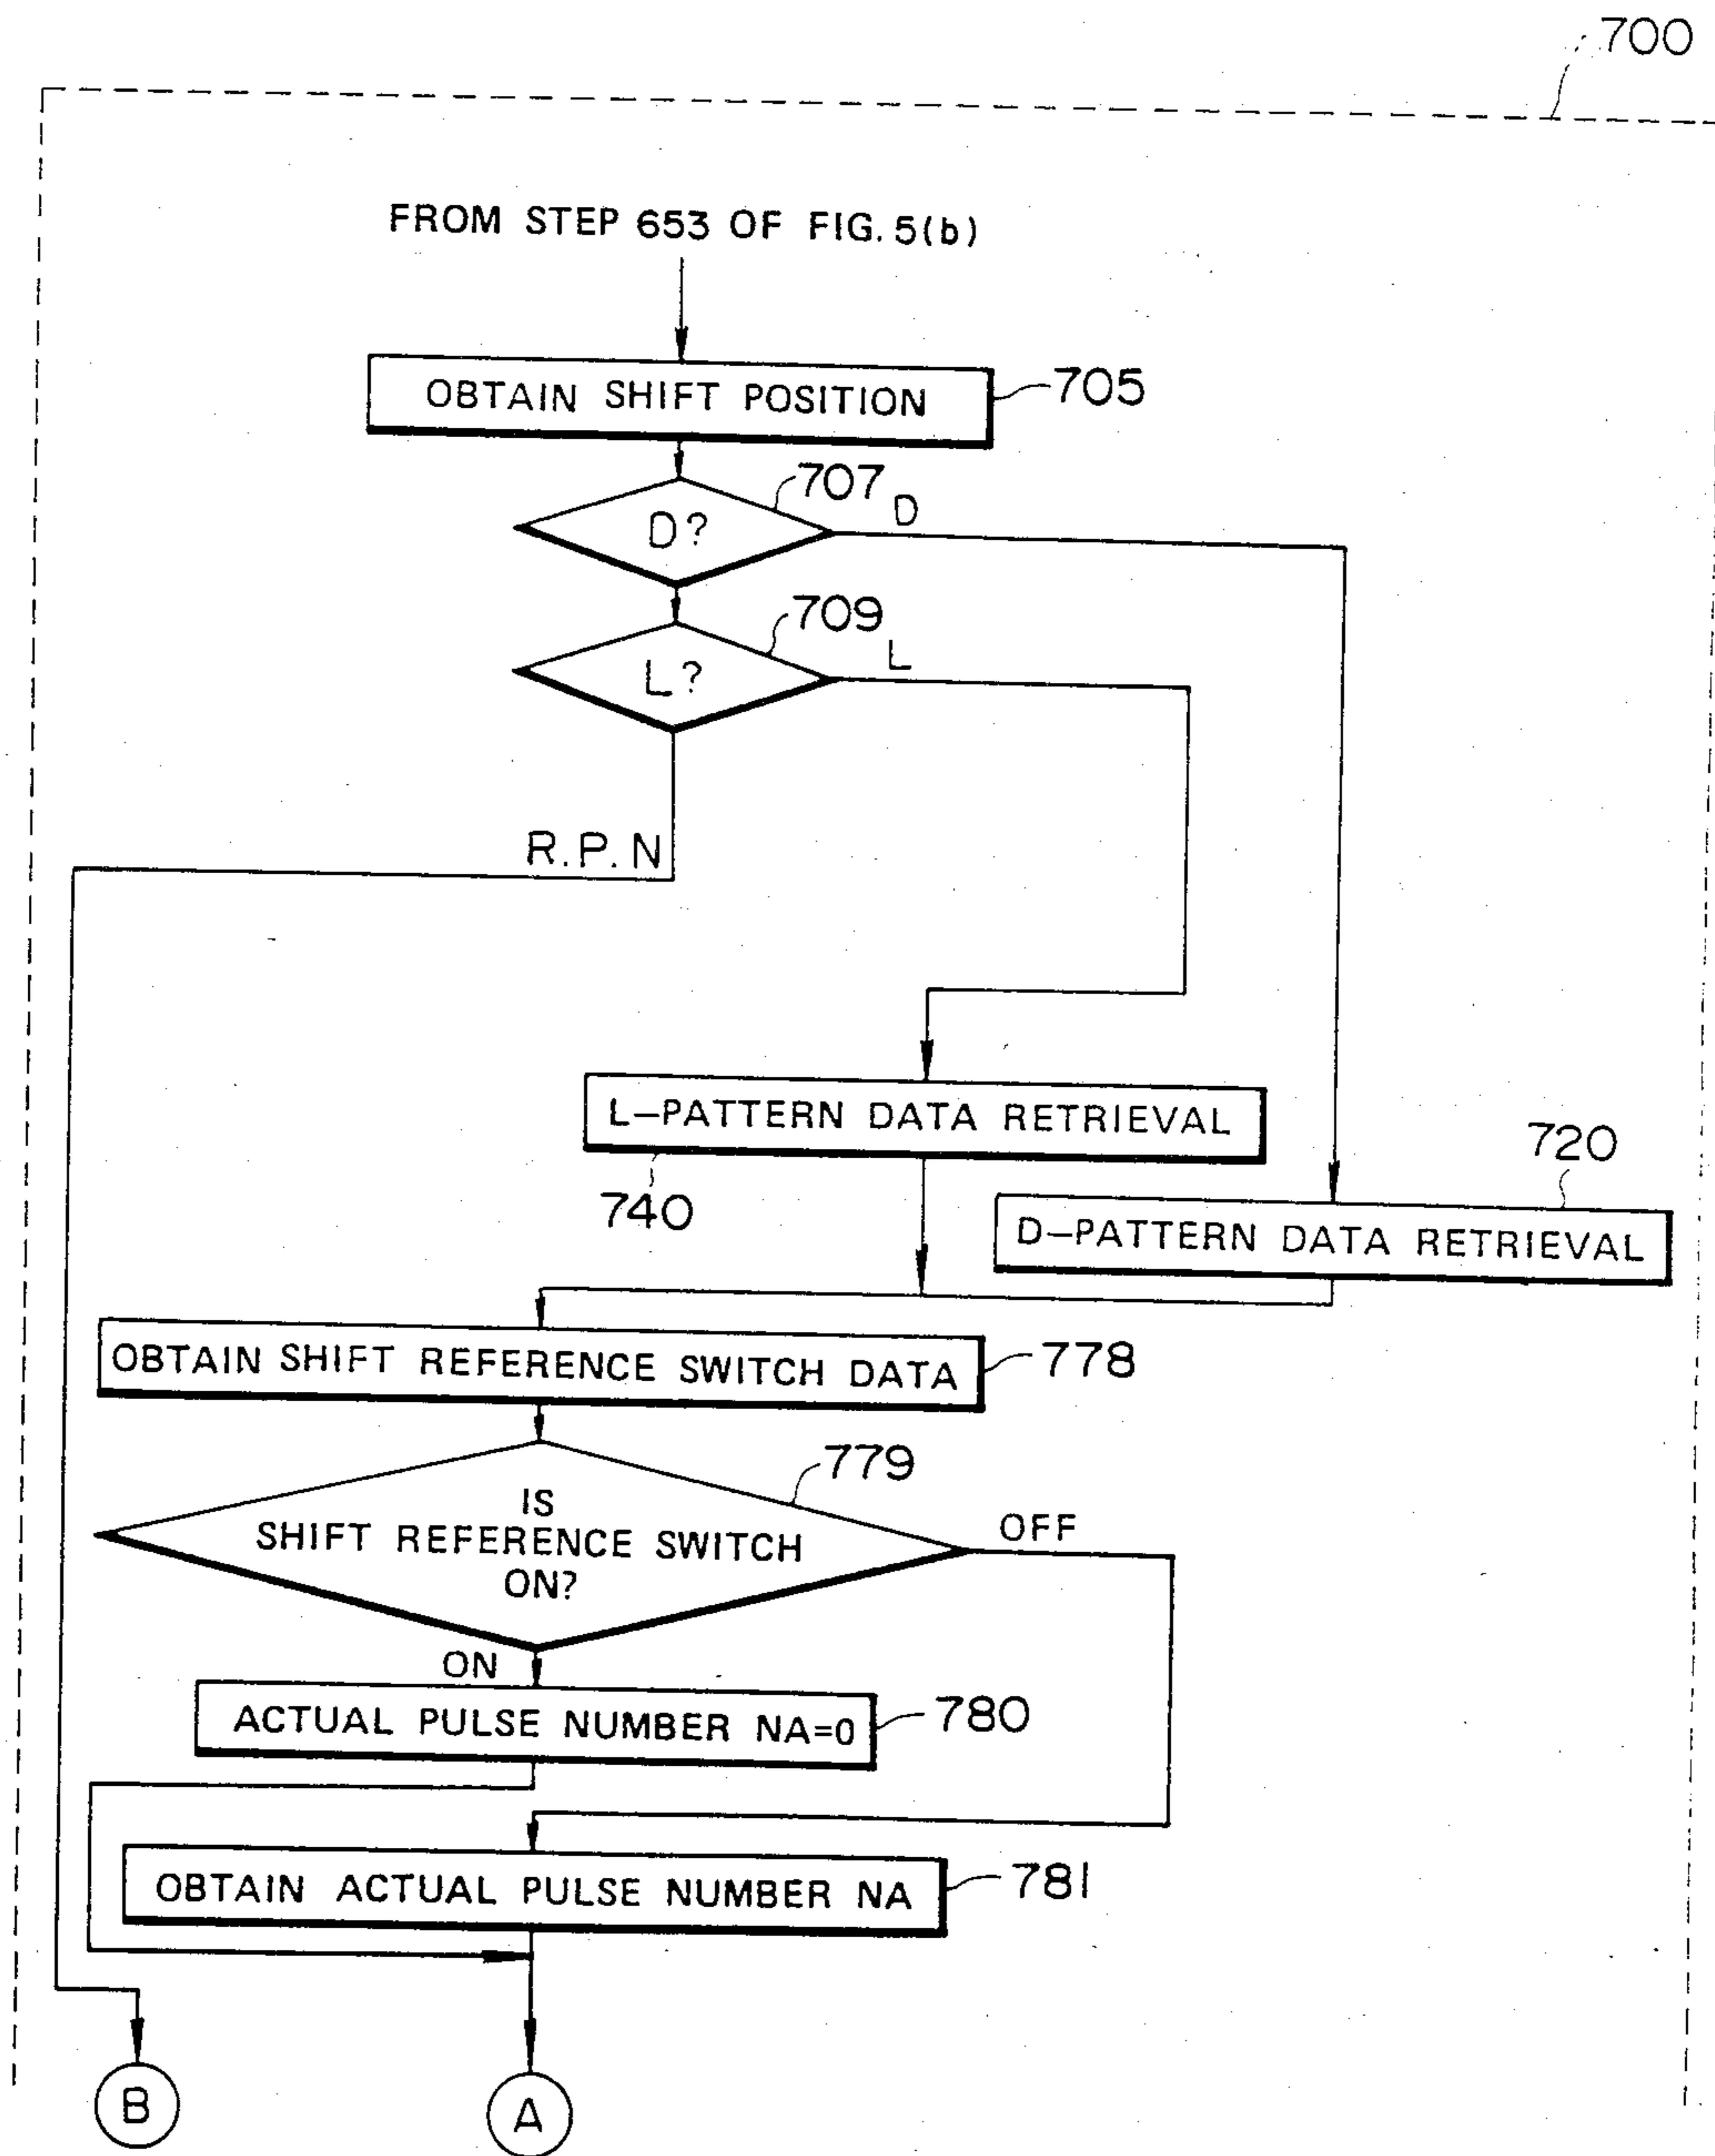 700
FROM STEP 653 OF FIG. 5(b)
OBTAIN SHIFT POSITION
705
D?
707
D
L?
709
L
R.P.N
L-PATTERN DATA RETRIEVAL
740
720
D-PATTERN DATA RETRIEVAL
OBTAIN SHIFT REFERENCE SWITCH DATA
778
779
IS
SHIFT REFERENCE SWITCH
ON?
OFF
ON
ACTUAL PULSE NUMBER NA=0
780
OBTAIN ACTUAL PULSE NUMBER NA
781
B
A